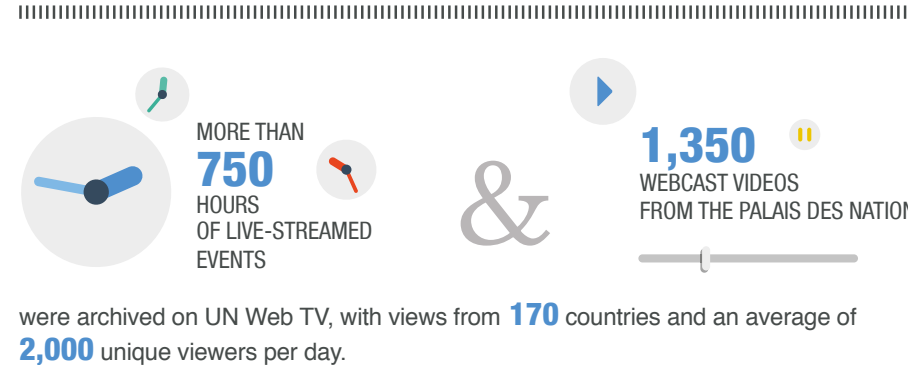 MORE THAN
750
HOURS
OF LIVE-STREAMED
EVENTS
&
1,350
WEBCAST VIDEOS
FROM THE PALAIS DES NATION
were archived on UN Web TV, with views from 170 countries and an average of
2,000 unique viewers per day.